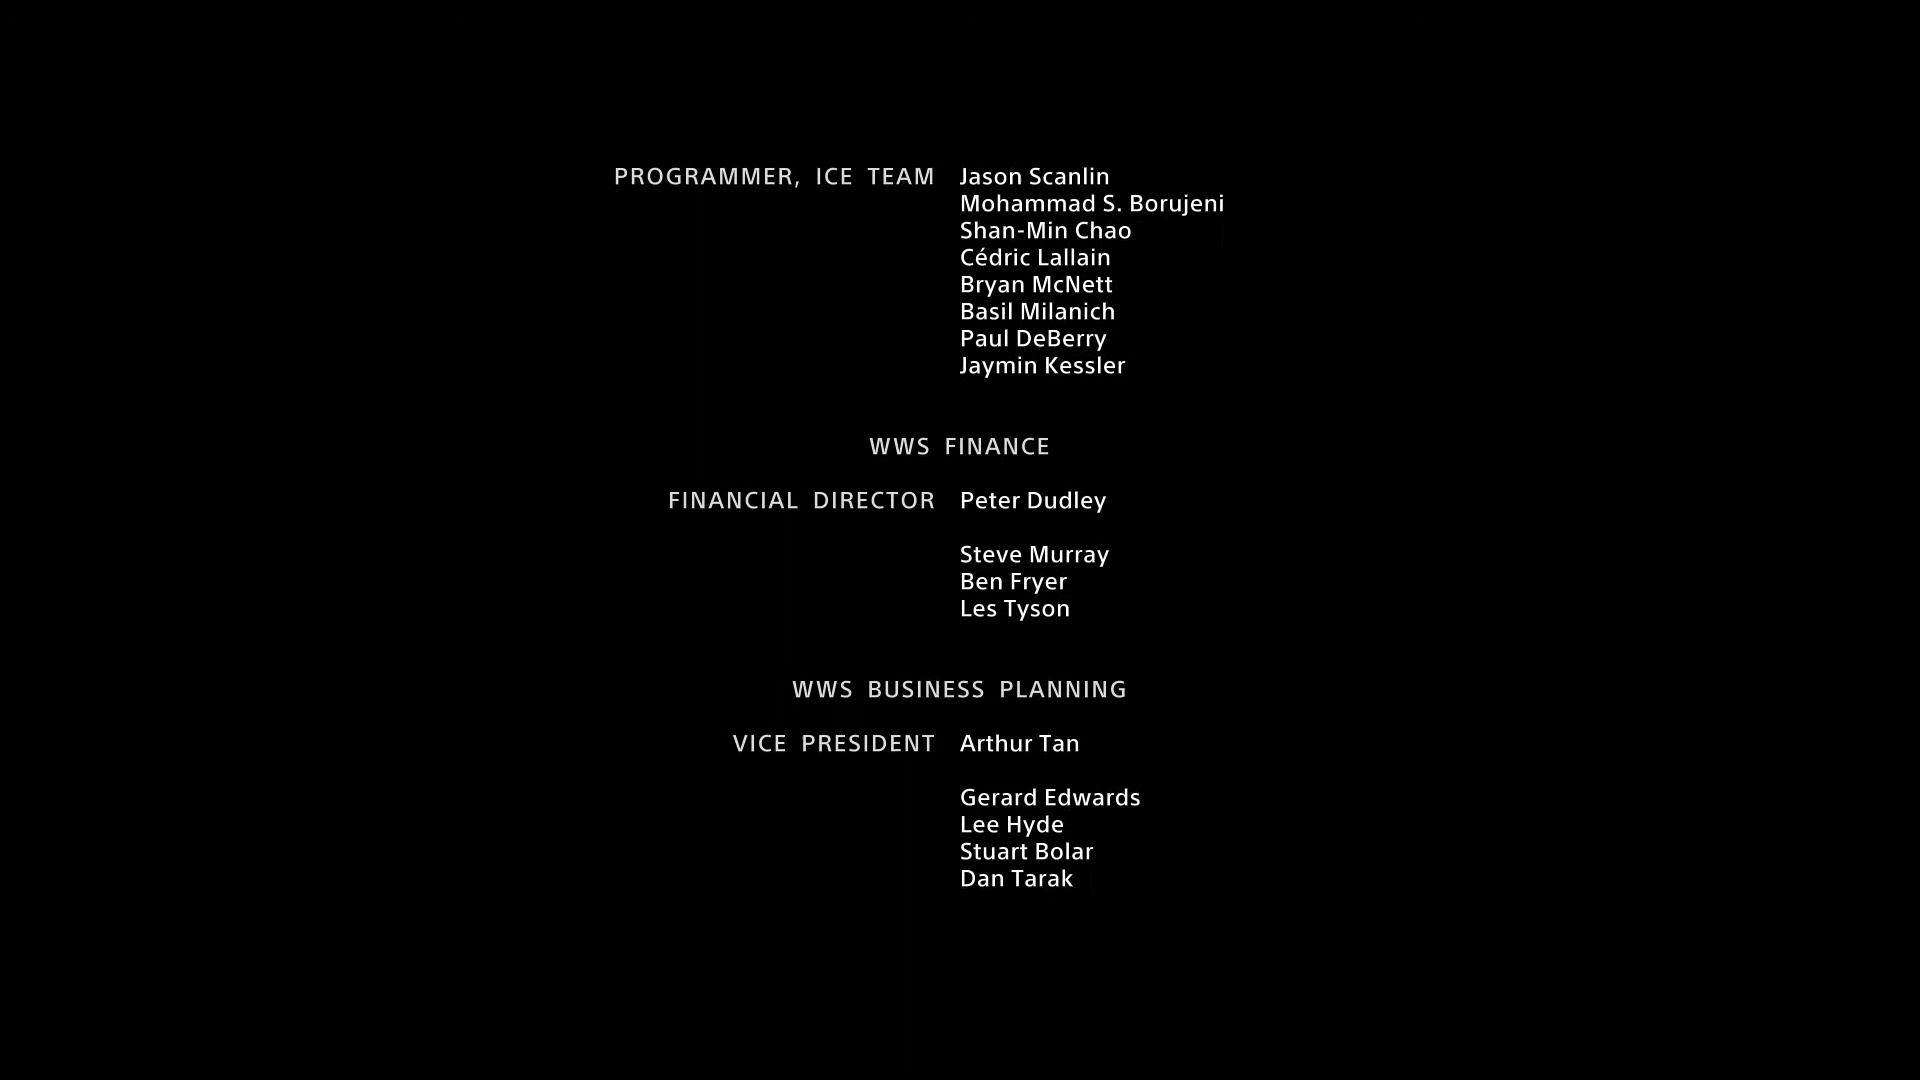 PROGRAMMER, ICE TEAM Jason Scanlin
Mohammad S. Borujeni
Shan-Min Chao
Cédric Lallain
Bryan McNett
Basil Milanich
Paul DeBerry
Jaymin Kessler
WWS FINANCE
FINANCIAL DIRECTOR Peter Dudley
Steve Murray
Ben Fryer
Les Tyson
WWS BUSINESS PLANNING
VICE PRESIDENT Arthur Tan
Gerard Edwards
Lee Hyde
Stuart Bolar
Dan Tarak